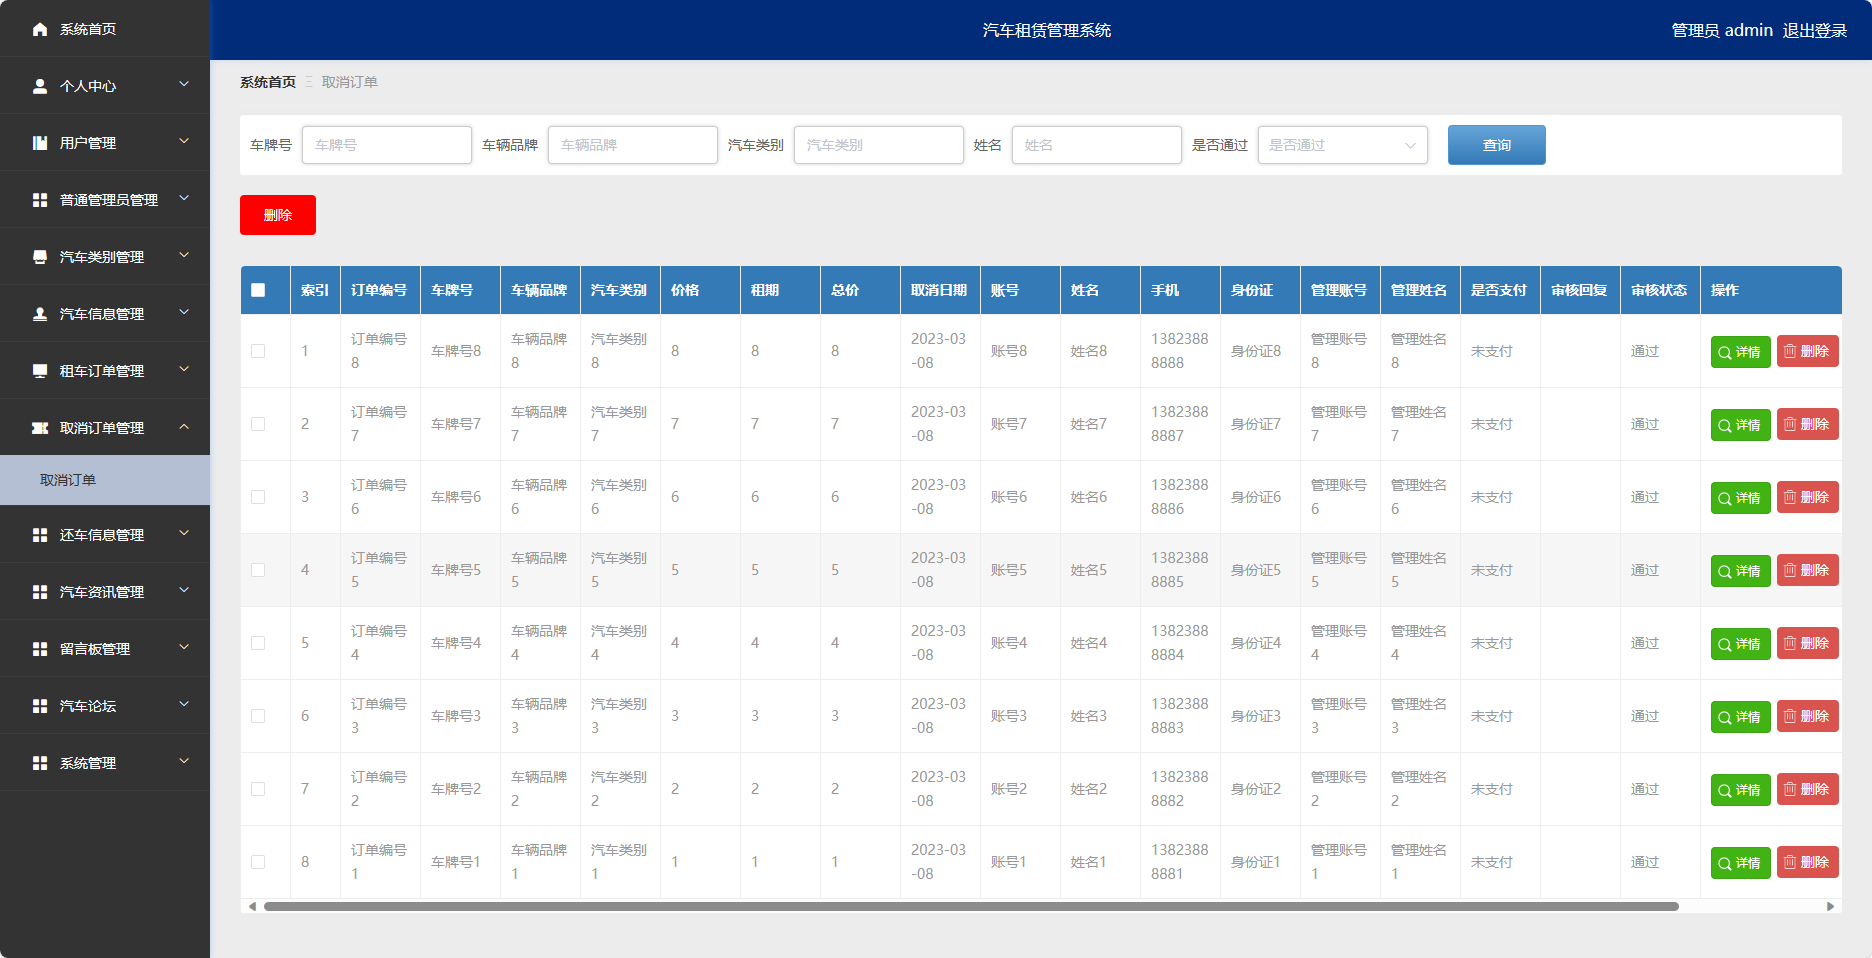 汽车租赁管理系统
管理员 admin 退出登录
系统首页
个人中心
用户管理
普通管理员管理
汽车类别管理
汽车信息管理
租车订单管理
取消订单管理
取消订单
还车信息管理
汽车资讯管理
留言板管理
汽车论坛
系统管理
系统首页 取消订单
车牌号 车牌号 车辆品牌 车辆品牌 汽车类别 汽车类别 姓名 姓名 是否通过 是否通过 查询
删除
索引 订单编号 车牌号 车辆品牌 汽车类别 价格 租期 总价 取消日期 账号 姓名 手机 身份证 管理账号 管理姓名 是否支付 审核回复 审核状态 操作
1 订单编号8 车牌号8 车辆品牌8 汽车类别8 8 8 8 2023-03-08 账号8 姓名8 13823888888 身份证8 管理账号8 管理姓名8 未支付 通过 详情 删除
2 订单编号7 车牌号7 车辆品牌7 汽车类别7 7 7 7 2023-03-08 账号7 姓名7 13823888887 身份证7 管理账号7 管理姓名7 未支付 通过 详情 删除
3 订单编号6 车牌号6 车辆品牌6 汽车类别6 6 6 6 2023-03-08 账号6 姓名6 13823888886 身份证6 管理账号6 管理姓名6 未支付 通过 详情 删除
4 订单编号5 车牌号5 车辆品牌5 汽车类别5 5 5 5 2023-03-08 账号5 姓名5 13823888885 身份证5 管理账号5 管理姓名5 未支付 通过 详情 删除
5 订单编号4 车牌号4 车辆品牌4 汽车类别4 4 4 4 2023-03-08 账号4 姓名4 13823888884 身份证4 管理账号4 管理姓名4 未支付 通过 详情 删除
6 订单编号3 车牌号3 车辆品牌3 汽车类别3 3 3 3 2023-03-08 账号3 姓名3 13823888883 身份证3 管理账号3 管理姓名3 未支付 通过 详情 删除
7 订单编号2 车牌号2 车辆品牌2 汽车类别2 2 2 2 2023-03-08 账号2 姓名2 13823888882 身份证2 管理账号2 管理姓名2 未支付 通过 详情 删除
8 订单编号1 车牌号1 车辆品牌1 汽车类别1 1 1 1 2023-03-08 账号1 姓名1 13823888881 身份证1 管理账号1 管理姓名1 未支付 通过 详情 删除